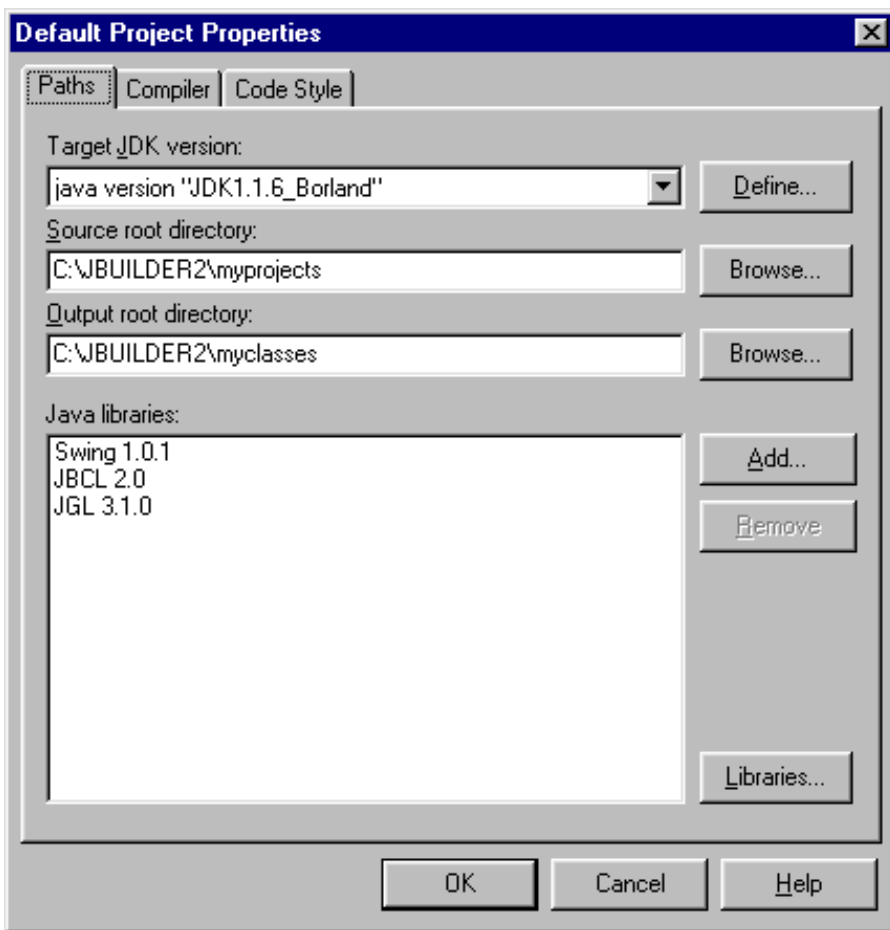 Default Project Properties
Paths Compiler Code Style
Target JDK version:
java version "JDK1.1.6_Borland" Define...
Source root directory:
C:\JBUILDER2\myprojects Browse...
Output root directory:
C:\JBUILDER2\myclasses Browse...
Java libraries:
Swing 1.0.1 Add...
JBCL 2.0
JGL 3.1.0 Remove
Libraries...
OK Cancel Help